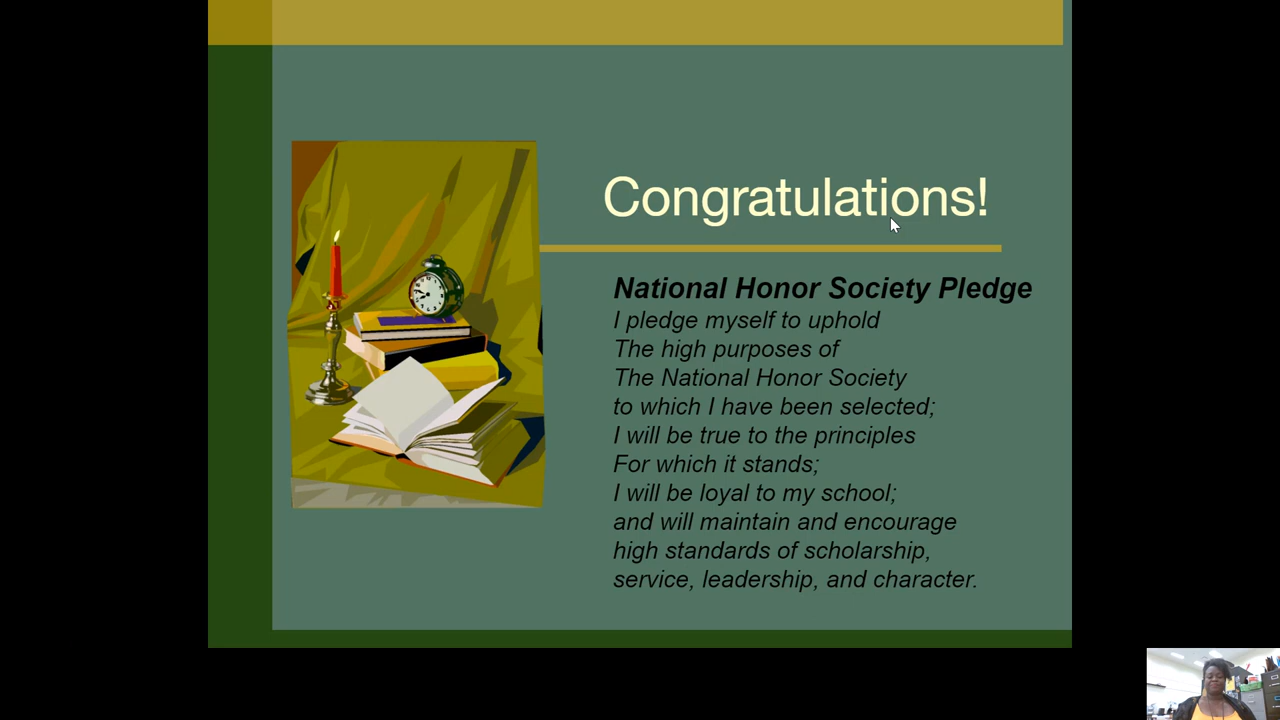 Congratulations!
National Honor Society Pledge
I pledge myself to uphold
The high purposes of
The National Honor Society
to which I have been selected;
I will be true to the principles
For which it stands;
I will be loyal to my school;
and will maintain and encourage
high standards of scholarship,
service, leadership, and character.